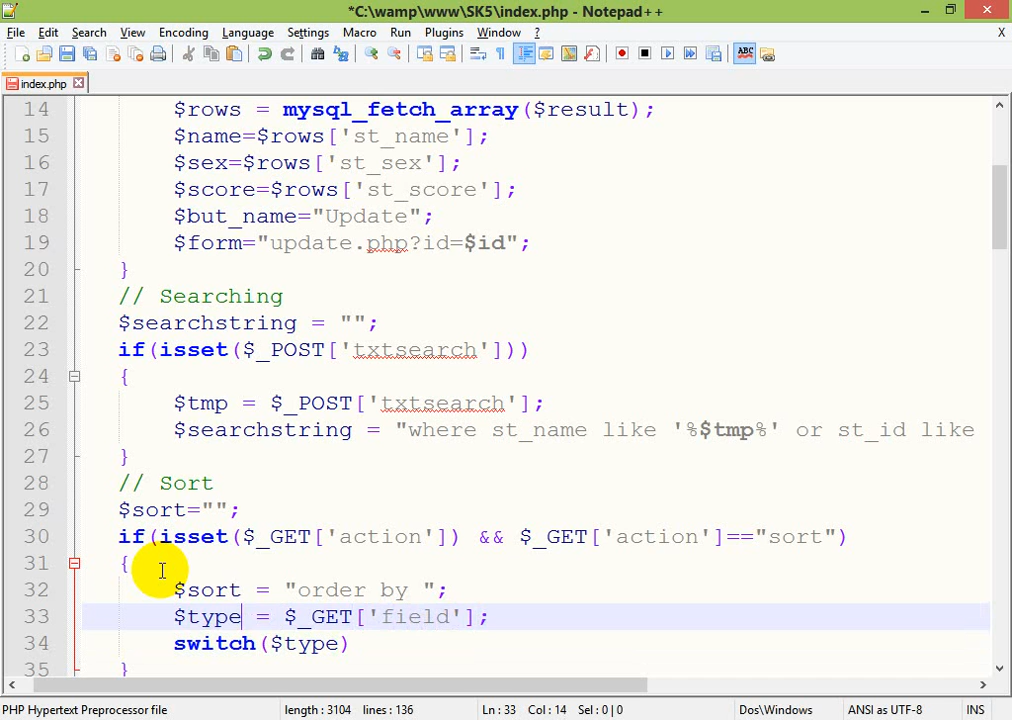 *C:\wamp\www\SK5\index.php - Notepad++
File Edit Search View Encoding Language Settings Macro Run Plugins Window ? X
index.php
14 $rows = mysql_fetch_array($result);
15 $name=$rows['st_name'];
16 $sex=$rows['st_sex'];
17 $score=$rows['st_score'];
18 $but_name="Update";
19 $form="update.php?id=$id";
20 }
21 // Searching
22 $searchstring = "";
23 if(isset($_POST['txtsearch']))
24 {
25 $tmp = $_POST['txtsearch'];
26 $searchstring = "where st_name like '%$tmp%' or st_id like
27 }
28 // Sort
29 $sort="";
30 if(isset($_GET['action']) && $_GET['action']=="sort")
31 {
32 $sort = "order by ";
33 $type = $_GET['field'];
34 switch($type)
35 }
PHP Hypertext Preprocessor file length : 3104 lines : 136 Ln : 33 Col : 14 Sel : 0 | 0 Dos\Windows ANSI as UTF-8 INS